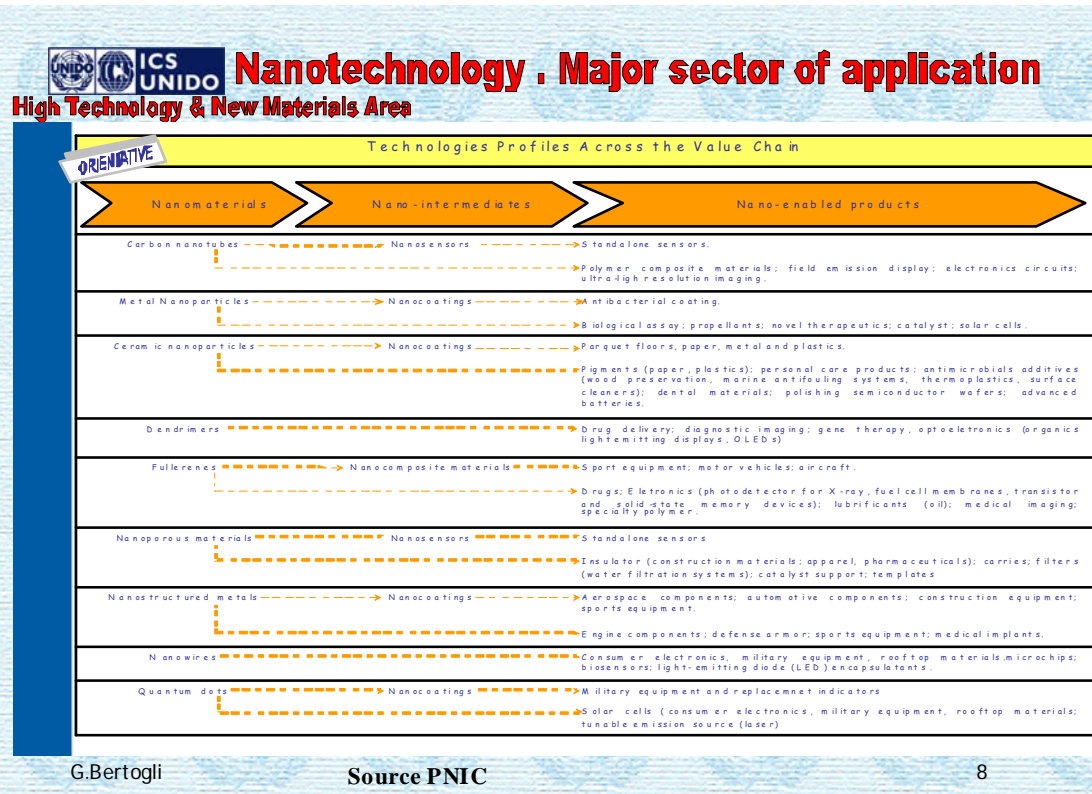 UNIDO
ICS
UNIDO
Nanotechnology . Major sector of application
High Technology & New Materials Area
ORIENTATIVE
Technologies Profiles Across the Value Chain
Nanomaterials
Nano-intermediates
Nano-enabled products
Carbon nanotubes
Nanosensors
Standalone sensors.
Polymer composite materials; field emission display; electronics circuits;
ultra-ligh resolution imaging.
Metal Nanoparticles
Nanocoatings
Antibacterial coating.
Biological assay; propellants; novel therapeutics; catalyst; solar cells.
Ceramic nanoparticles
Nanocoatings
Parquet floors, paper, metal and plastics.
Pigments (paper, plastics); personal care products; antimicrobials additives
(wood preservation, marine antifouling systems, thermoplastics, surface
cleaners); dental materials; polishing semiconductor wafers; advanced
batteries.
Dendrimers
Drug delivery; diagnostic imaging; gene therapy, optoeletronics (organics
light emitting displays, OLEDs)
Fullerenes
Nanocomposite materials
Sport equipment; motor vehicles; aircraft.
Drugs; Eletronics (photodetector for X-ray, fuel cell membranes, transistor
and solid-state memory devices); lubrificants (oil); medical imaging;
specialty polymer.
Nanoporous materials
Nanosensors
Standalone sensors
Insulator (construction materials; apparel, pharmaceuticals); carries; filters
(water filtration systems); catalyst support; templates
Nanostructured metals
Nanocoatings
Aerospace components; automotive components; construction equipment;
sports equipment.
Engine components; defense armor; sports equipment; medical implants.
Nanowires
Consumer electronics, military equipment, rooftop materials.microchips;
biosensors; light-emitting diode (LED) encapsulatants.
Quantum dots
Nanocoatings
Military equipment and replacemnet indicators
Solar cells (consumer electronics, military equipment, rooftop materials;
tunable emission source (laser)
G.Bertogli
Source PNIC
8